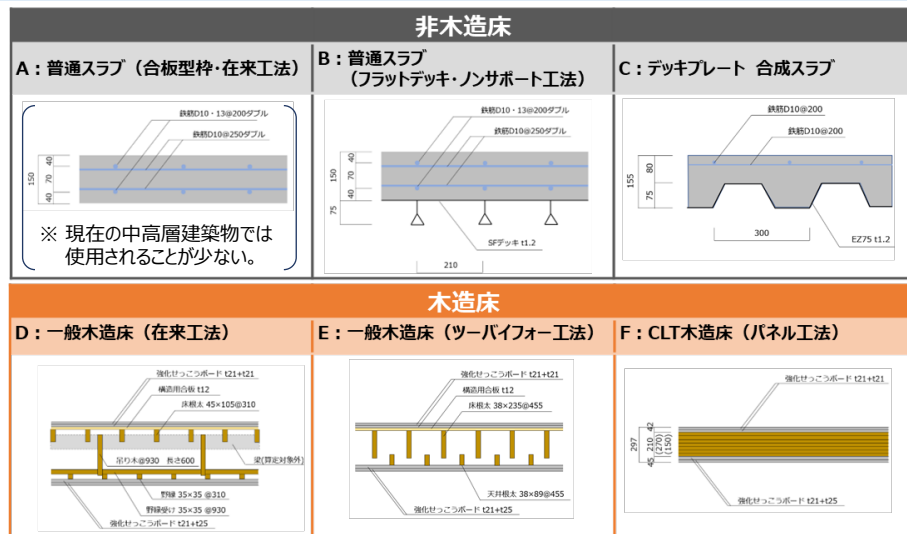 非木造床
A：普通スラブ（合板型枠・在来工法）
B：普通スラブ
（フラットデッキ・ノンサポート工法）
C：デッキプレート 合成スラブ
鉄筋D10・13@200ダブル
鉄筋D10@250ダブル
150
40
70
40
※ 現在の中高層建築物では
使用されることが少ない。
鉄筋D10・13@200ダブル
鉄筋D10@250ダブル
150
40
70
40
75
SFデッキ t1.2
210
鉄筋D10@200
鉄筋D10@200
155
80
75
300
EZ75 t1.2
木造床
D：一般木造床（在来工法）
E：一般木造床（ツーバイフォー工法）
F：CLT木造床（パネル工法）
強化せっこうボード t21+t21
構造用合板 t12
床根太 45×105@310
吊り木@930 長さ600
梁(算定対象外)
野縁 35×35 @310
野縁受け 35×35 @930
強化せっこうボード t21+t25
強化せっこうボード t21+t21
構造用合板 t12
床根太 38×235@455
天井根太 38×89@455
強化せっこうボード t21+t25
強化せっこうボード t21+t21
297
42
210
(270)
(150)
45
強化せっこうボード t21+t25